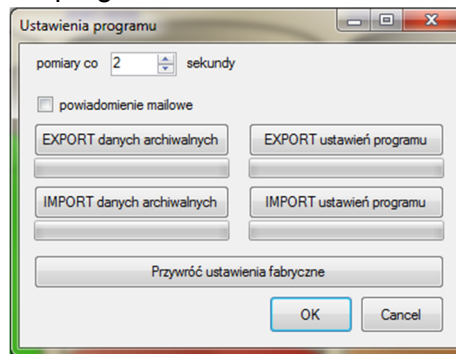 Ustawienia programu
pomiary co 2 sekundy
powiadomienie mailowe
EXPORT danych archiwalnych EXPORT ustawień programu
IMPORT danych archiwalnych IMPORT ustawień programu
Przywróć ustawienia fabryczne
OK Cancel